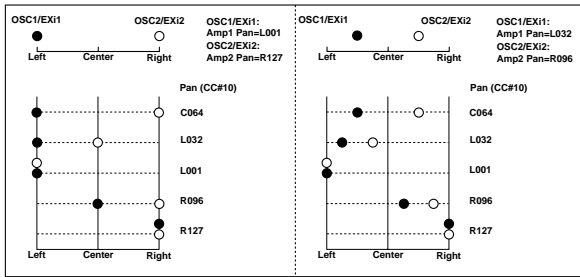 OSC1/EXi1
OSC2/EXi2
OSC1/EXi1:
Amp1 Pan=L001
OSC2/EXi2:
Amp2 Pan=R127
Left
Center
Right
Pan (CC#10)
C064
L032
L001
R096
R127
Left
Center
Right
OSC1/EXi1
OSC2/EXi2
OSC1/EXi1:
Amp1 Pan=L032
OSC2/EXi2:
Amp2 Pan=R096
Left
Center
Right
Pan (CC#10)
C064
L032
L001
R096
R127
Left
Center
Right